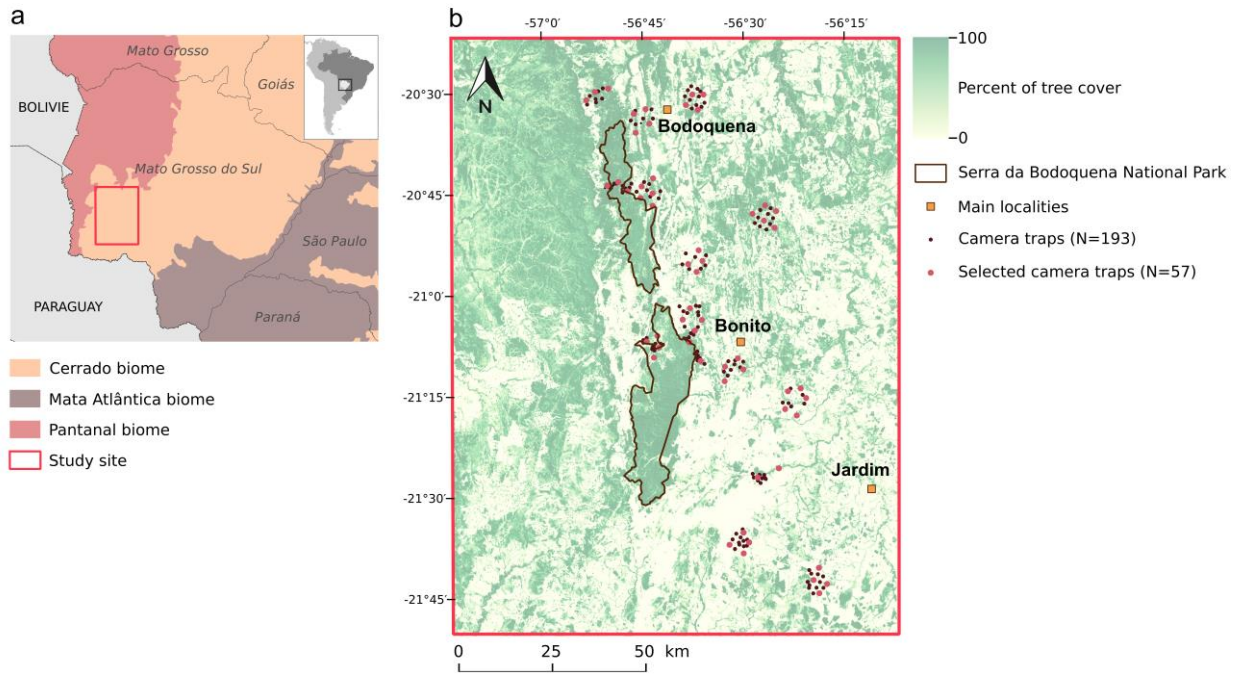 a
Mato Grosso
Goiás
BOLIVIE
Mato Grosso do Sul
São Paulo
PARAGUAY
Paraná
Cerrado biome
Mata Atlântica biome
Pantanal biome
Study site
b
-57°0′ -56°45′ -56°30′ -56°15′
-20°30′
-20°45′
-21°0′
-21°15′
-21°30′
-21°45′
N
Bodoquena
Bonito
Jardim
0 25 50 km
100
Percent of tree cover
0
Serra da Bodoquena National Park
Main localities
Camera traps (N=193)
Selected camera traps (N=57)